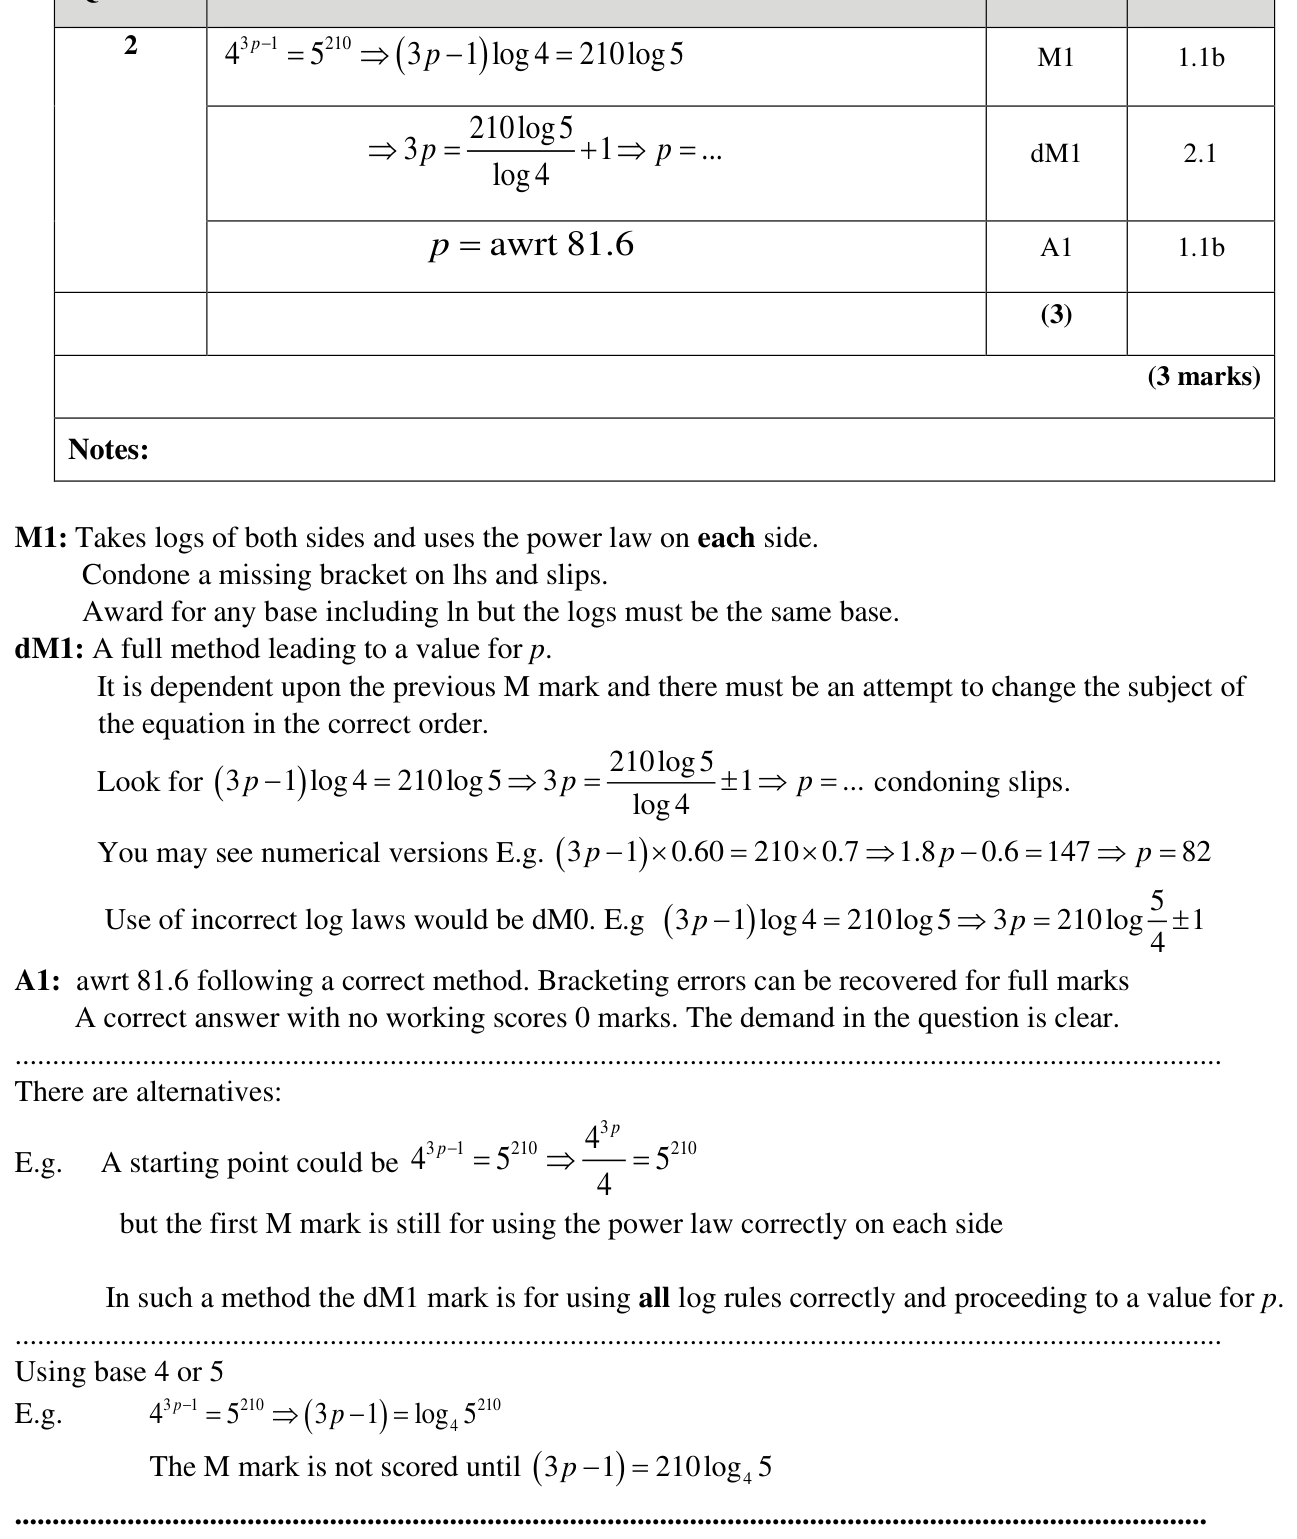 2 4^{3p−1} = 5^{210} ⇒ (3p−1)log 4 = 210 log 5 M1 1.1b
⇒ 3p = \frac{210 log 5}{log 4} + 1 ⇒ p = ... dM1 2.1
p = awrt 81.6 A1 1.1b
(3)
(3 marks)
Notes:
M1: Takes logs of both sides and uses the power law on each side.
Condone a missing bracket on lhs and slips.
Award for any base including ln but the logs must be the same base.
dM1: A full method leading to a value for p.
It is dependent upon the previous M mark and there must be an attempt to change the subject of
the equation in the correct order.
Look for (3p−1)log 4 = 210 log 5 ⇒ 3p = \frac{210 log 5}{log 4} ± 1 ⇒ p = ... condoning slips.
You may see numerical versions E.g. (3p−1)×0.60 = 210×0.7 ⇒ 1.8p − 0.6 = 147 ⇒ p = 82
Use of incorrect log laws would be dM0. E.g (3p−1)log 4 = 210 log 5 ⇒ 3p = 210 log \frac{5}{4} ± 1
A1: awrt 81.6 following a correct method. Bracketing errors can be recovered for full marks
A correct answer with no working scores 0 marks. The demand in the question is clear.
There are alternatives:
E.g. A starting point could be 4^{3p−1} = 5^{210} ⇒ \frac{4^{3p}}{4} = 5^{210}
but the first M mark is still for using the power law correctly on each side
In such a method the dM1 mark is for using all log rules correctly and proceeding to a value for p.
Using base 4 or 5
E.g. 4^{3p−1} = 5^{210} ⇒ (3p−1) = log_4 5^{210}
The M mark is not scored until (3p−1) = 210 log_4 5